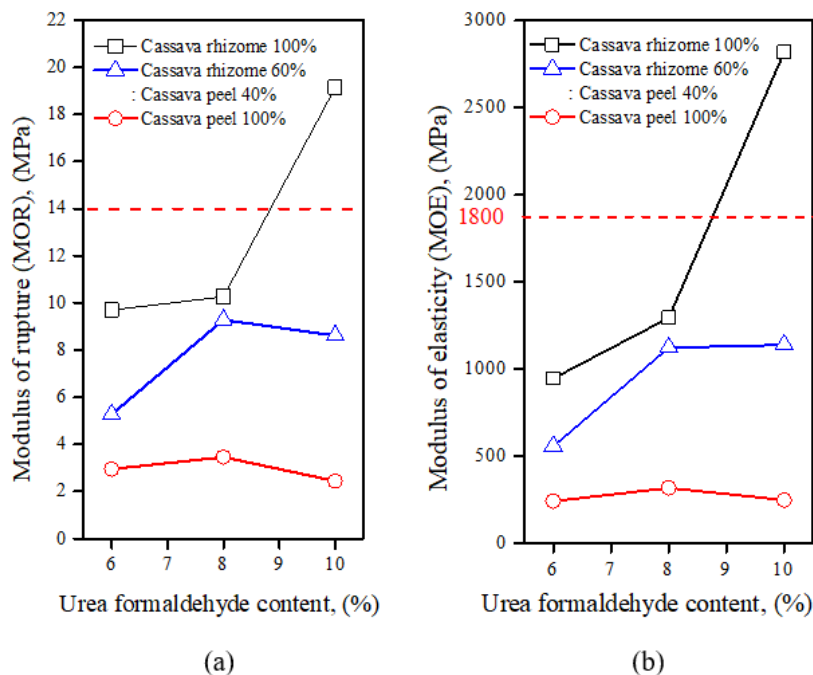 22
20
18
16
14
12
10
8
6
4
2
0
Modulus of rupture (MOR), (MPa)
Cassava rhizome 100%
Cassava rhizome 60%
: Cassava peel 40%
Cassava peel 100%
6 7 8 9 10
Urea formaldehyde content, (%)
(a)
3000
2500
2000
1800
1500
1000
500
0
Modulus of elasticity (MOE), (MPa)
Cassava rhizome 100%
Cassava rhizome 60%
: Cassava peel 40%
Cassava peel 100%
6 7 8 9 10
Urea formaldehyde content, (%)
(b)